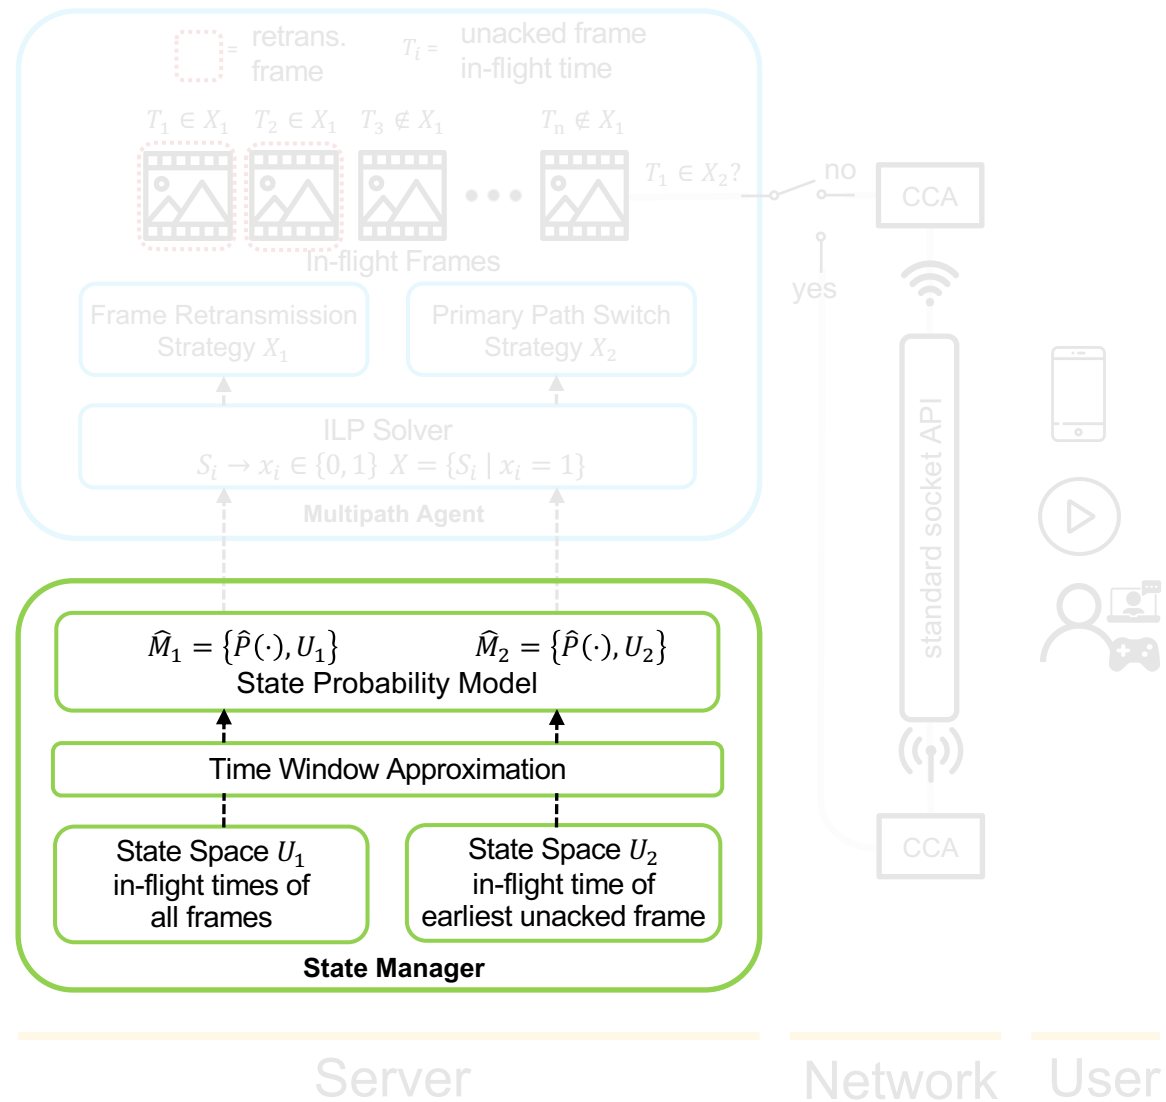 retrans.
frame
=
T_i =
unacked frame
in-flight time
T_1 ∈ X_1
T_2 ∈ X_1
T_3 ∉ X_1
T_n ∉ X_1
T_1 ∈ X_2?
no
yes
CCA
In-flight Frames
Frame Retransmission
Strategy X_1
Primary Path Switch
Strategy X_2
ILP Solver
S_i → x_i ∈ {0, 1} X = {S_i | x_i = 1}
Multipath Agent
standard socket API
M̂_1 = {P̂(·), U_1}
M̂_2 = {P̂(·), U_2}
State Probability Model
Time Window Approximation
State Space U_1
in-flight times of
all frames
State Space U_2
in-flight time of
earliest unacked frame
State Manager
CCA
Server
Network
User